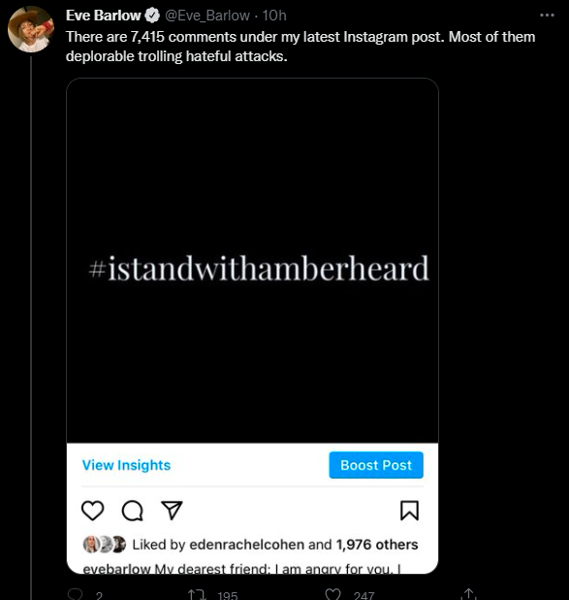 Eve Barlow @Eve_Barlow · 10h
There are 7,415 comments under my latest Instagram post. Most of them
deplorable trolling hateful attacks.
#istandwithamberheard
View Insights
Boost Post
Liked by edenrachelcohen and 1,976 others
evebarlow My dearest friend: I am angry for you. I
2 195 247